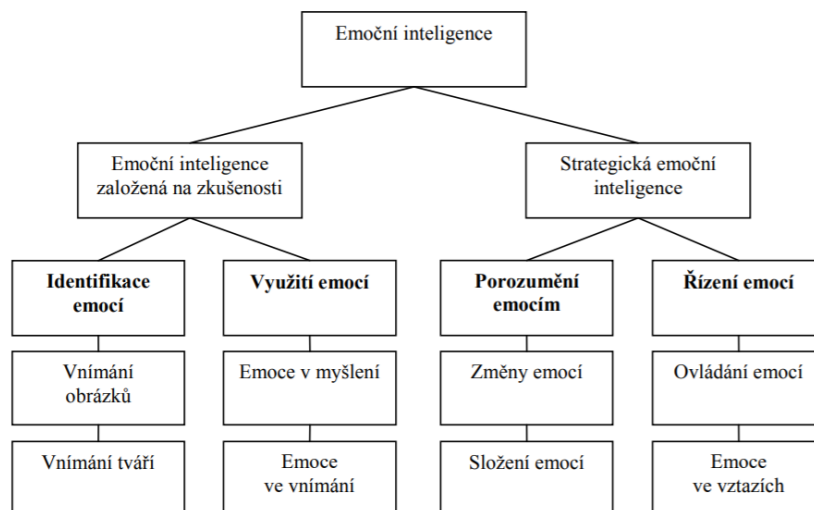 Emoční inteligence
Emoční inteligence
založená na zkušenosti
Strategická emoční
inteligence
Identifikace
emocí
Využití emocí
Porozumění
emocím
Řízení emocí
Vnímání
obrázků
Emoce v myšlení
Změny emocí
Ovládání emocí
Vnímání tváří
Emoce
ve vnímání
Složení emocí
Emoce
ve vztazích